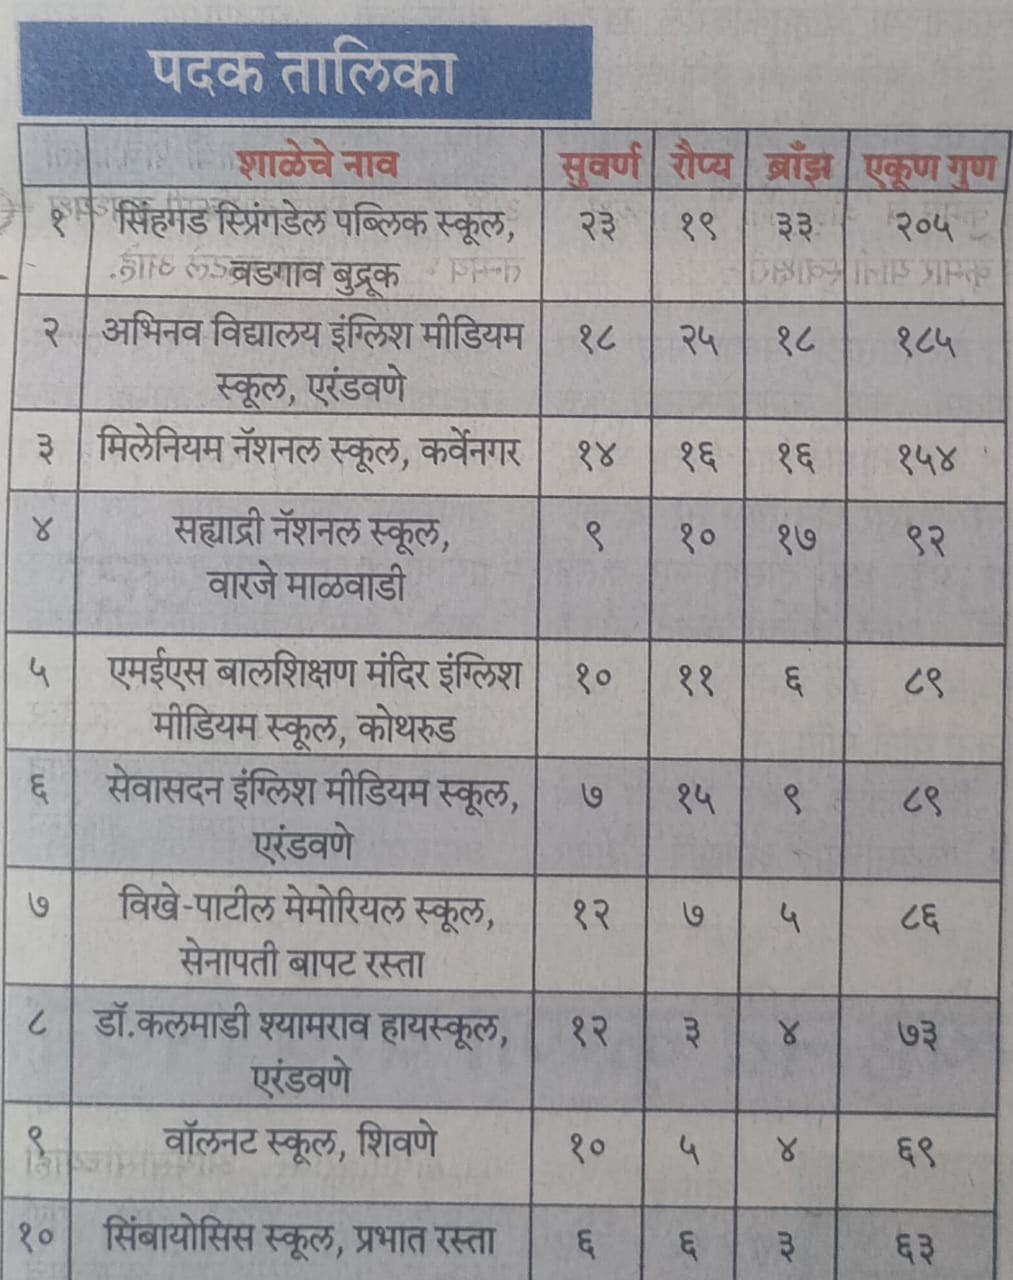 पदक तालिका
शाळेचे नाव सुवर्ण रौप्य ब्राँझ एकूण गुण
१ सिंहगड स्प्रिंगडेल पब्लिक स्कूल, २३ १९ ३३ २०५
वडगाव बुद्रूक
२ अभिनव विद्यालय इंग्लिश मीडियम १८ २५ १८ १८५
स्कूल, एरंडवणे
३ मिलेनियम नॅशनल स्कूल, कर्वेनगर १४ १६ १६ १५४
४ सह्याद्री नॅशनल स्कूल, ९ १० १७ ९२
वारजे माळवाडी
५ एमईएस बालशिक्षण मंदिर इंग्लिश १० ११ ६ ८९
मीडियम स्कूल, कोथरुड
६ सेवासदन इंग्लिश मीडियम स्कूल, ७ १५ ९ ८९
एरंडवणे
७ विखे-पाटील मेमोरियल स्कूल, १२ ७ ५ ८६
सेनापती बापट रस्ता
८ डॉ.कलमाडी श्यामराव हायस्कूल, १२ ३ ४ ७३
एरंडवणे
९ वॉलनट स्कूल, शिवणे १० ५ ४ ६९
१० सिंबायोसिस स्कूल, प्रभात रस्ता ६ ६ ३ ६३